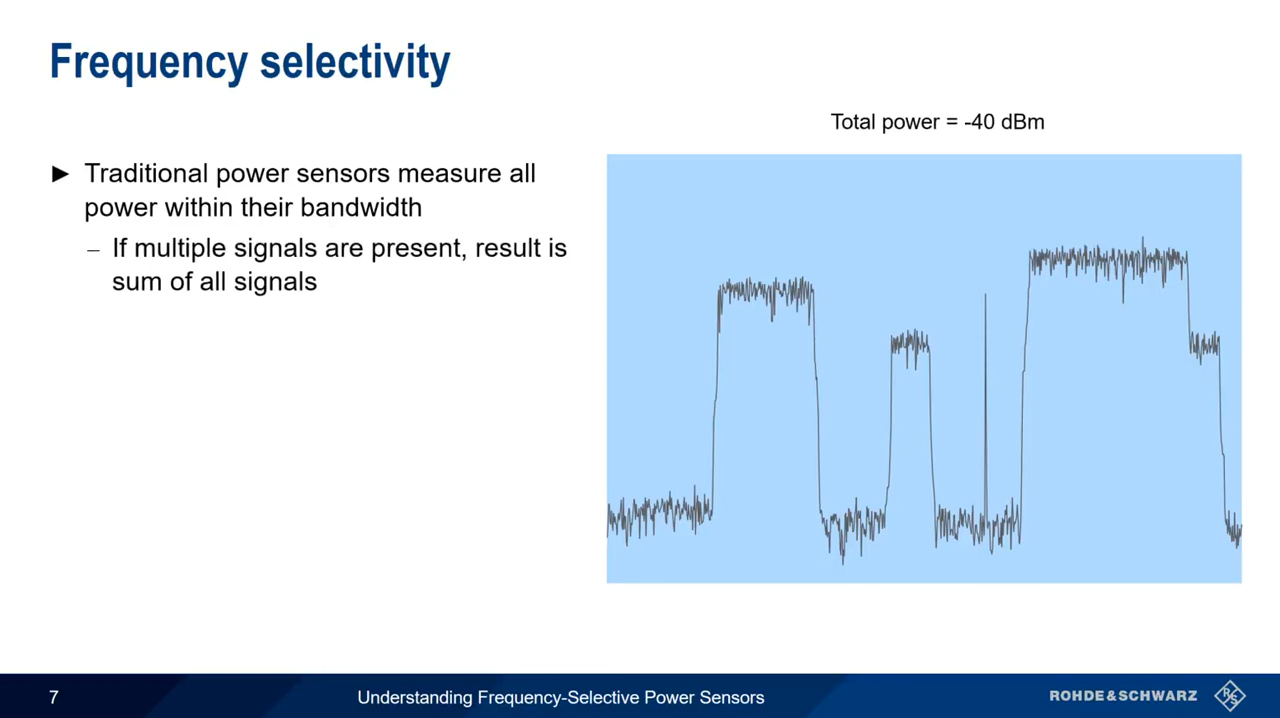 Frequency selectivity
Total power = -40 dBm
► Traditional power sensors measure all
power within their bandwidth
– If multiple signals are present, result is
sum of all signals
7
Understanding Frequency-Selective Power Sensors
ROHDE&SCHWARZ
R
S